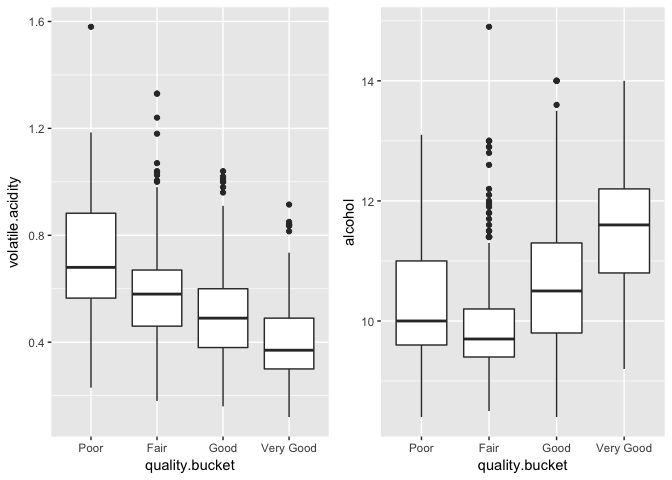 1.6
1.2
0.8
0.4
volatile.acidity
Poor Fair Good Very Good
quality.bucket
14
12
10
alcohol
Poor Fair Good Very Good
quality.bucket